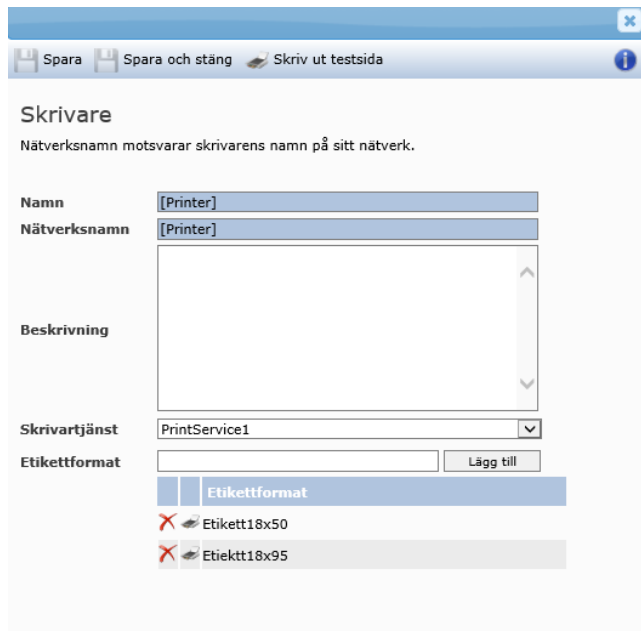 Spara Spara och stäng Skriv ut testsida
Skrivare
Nätverksnamn motsvarar skrivarens namn på sitt nätverk.
Namn [Printer]
Nätverksnamn [Printer]
Beskrivning
Skrivartjänst PrintService1
Etikettformat Lägg till
Etikettformat
Etikett18x50
Etiektt18x95